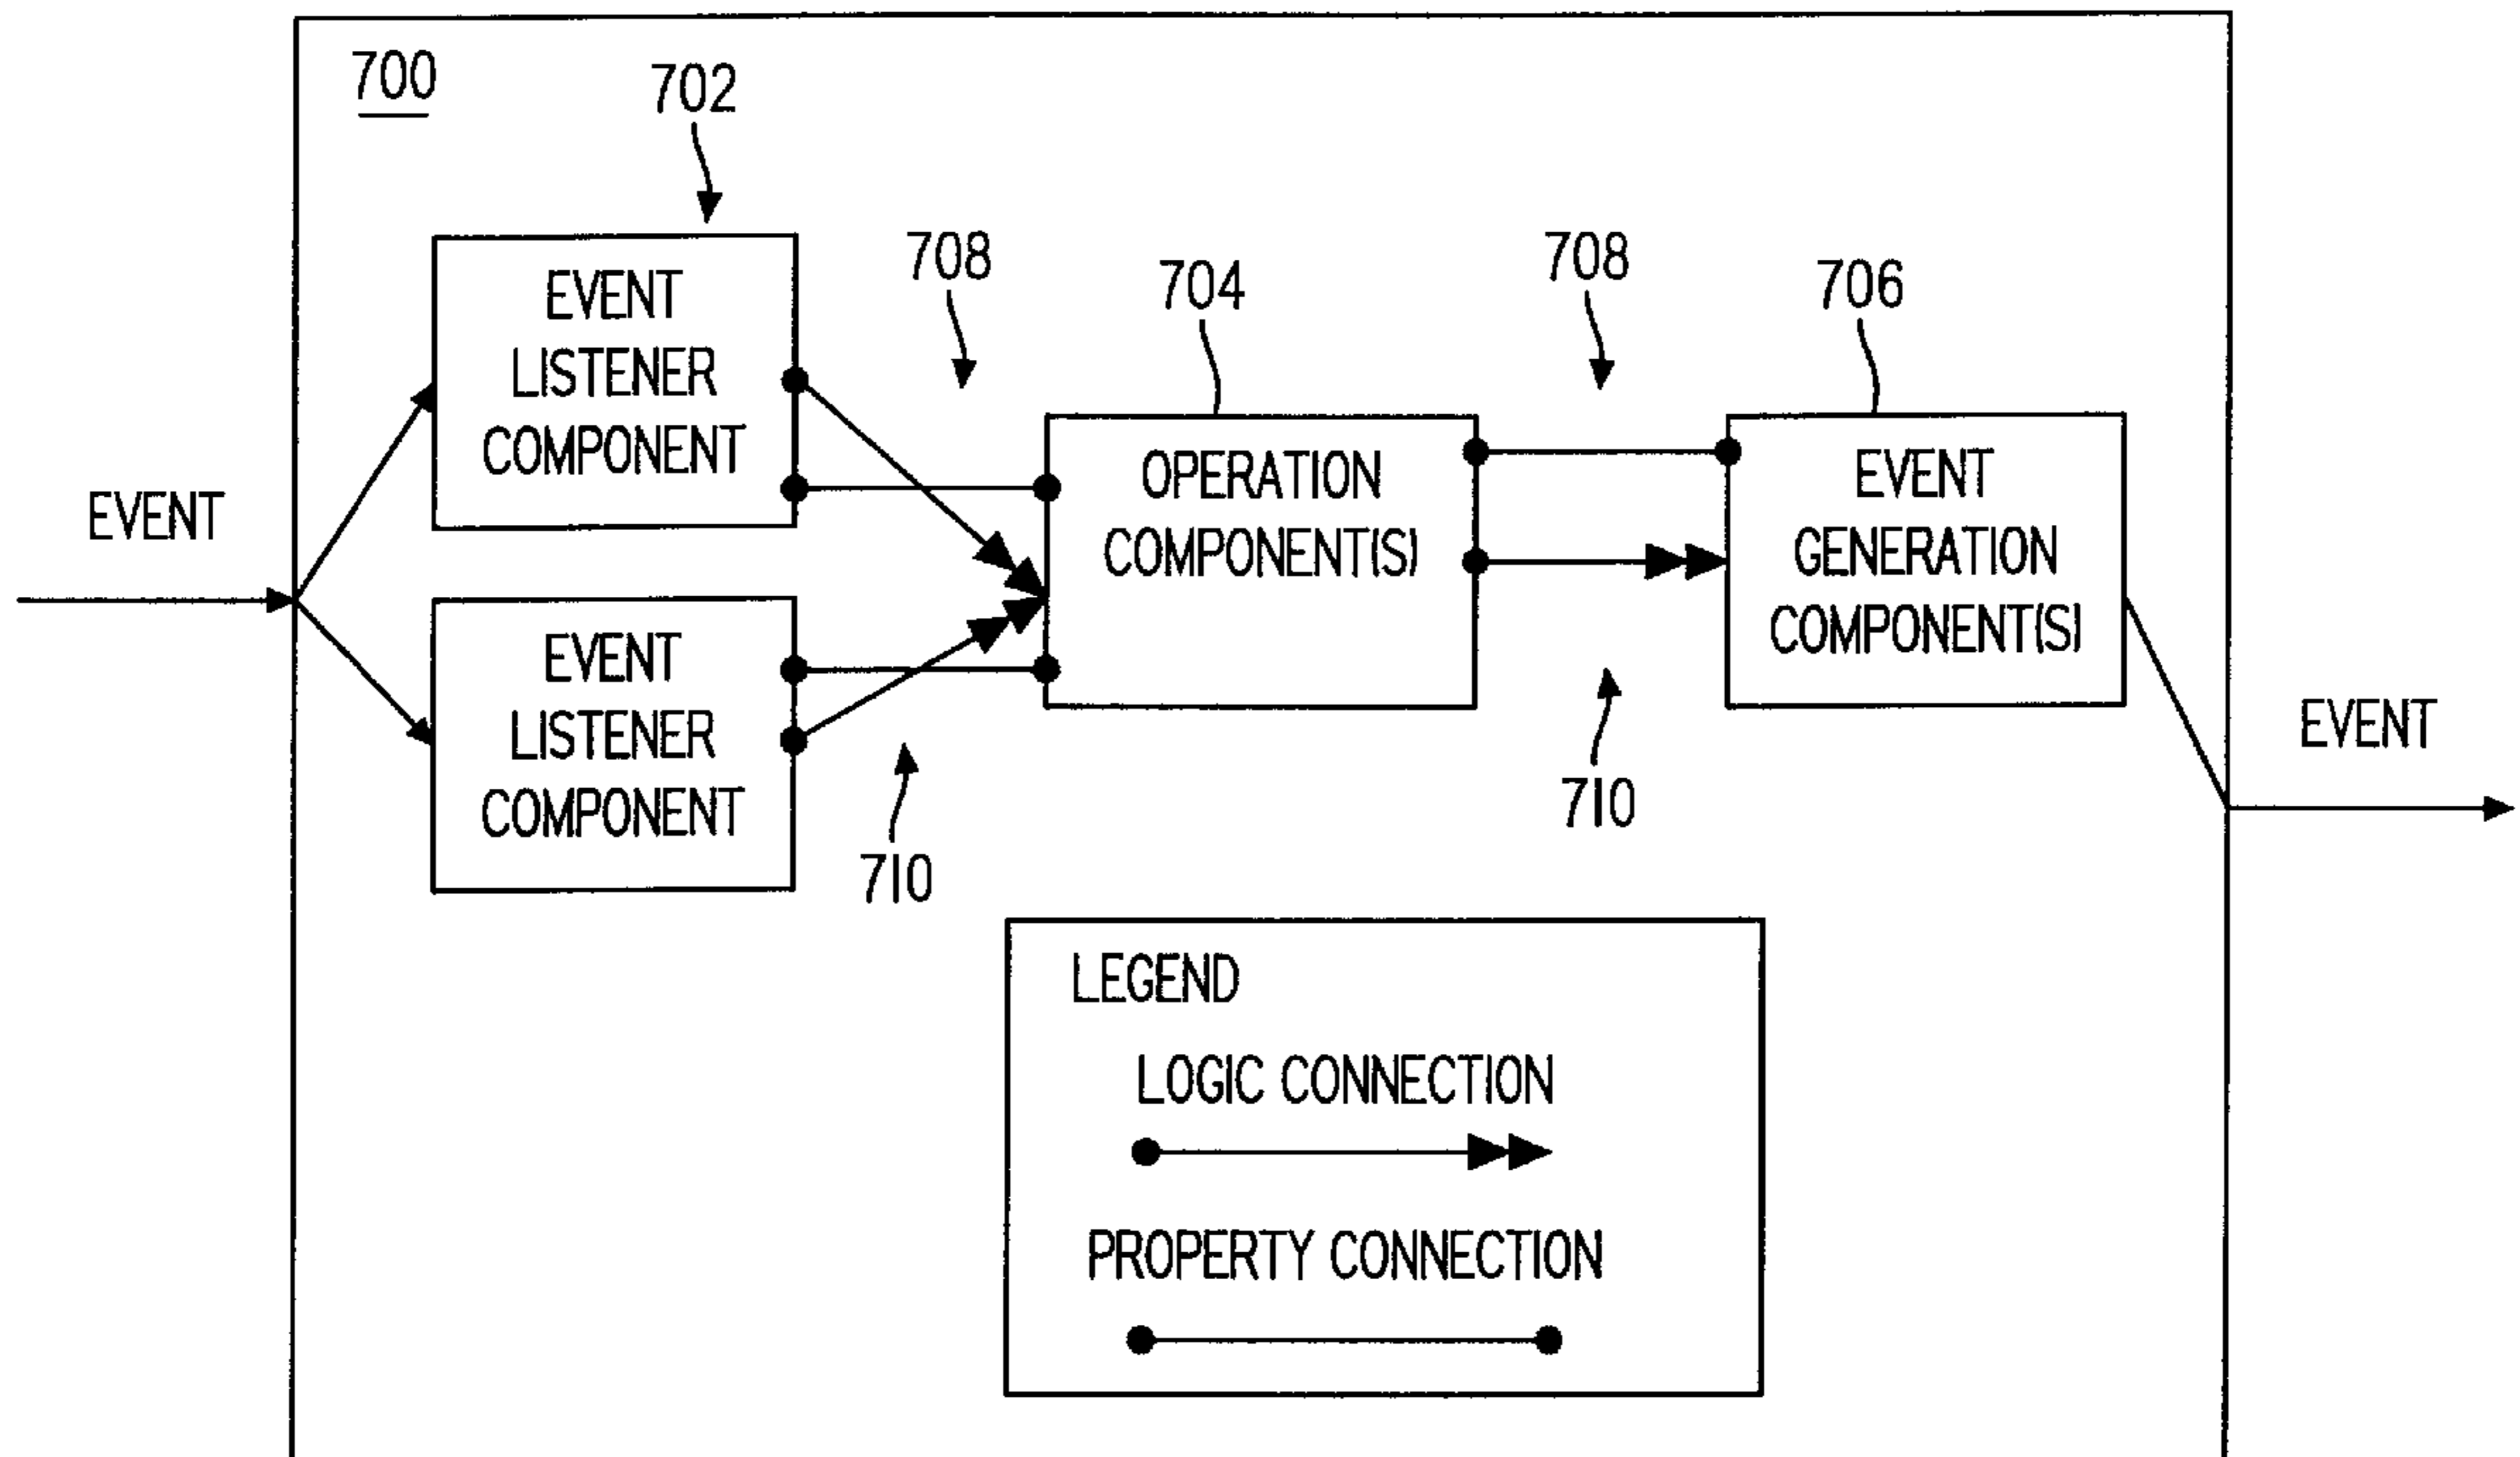 700
702
708
704
708
706
EVENT
LISTENER
COMPONENT
OPERATION
COMPONENT(S)
EVENT
GENERATION
COMPONENT(S)
EVENT
EVENT
LISTENER
COMPONENT
710
710
EVENT
LEGEND
LOGIC CONNECTION
PROPERTY CONNECTION